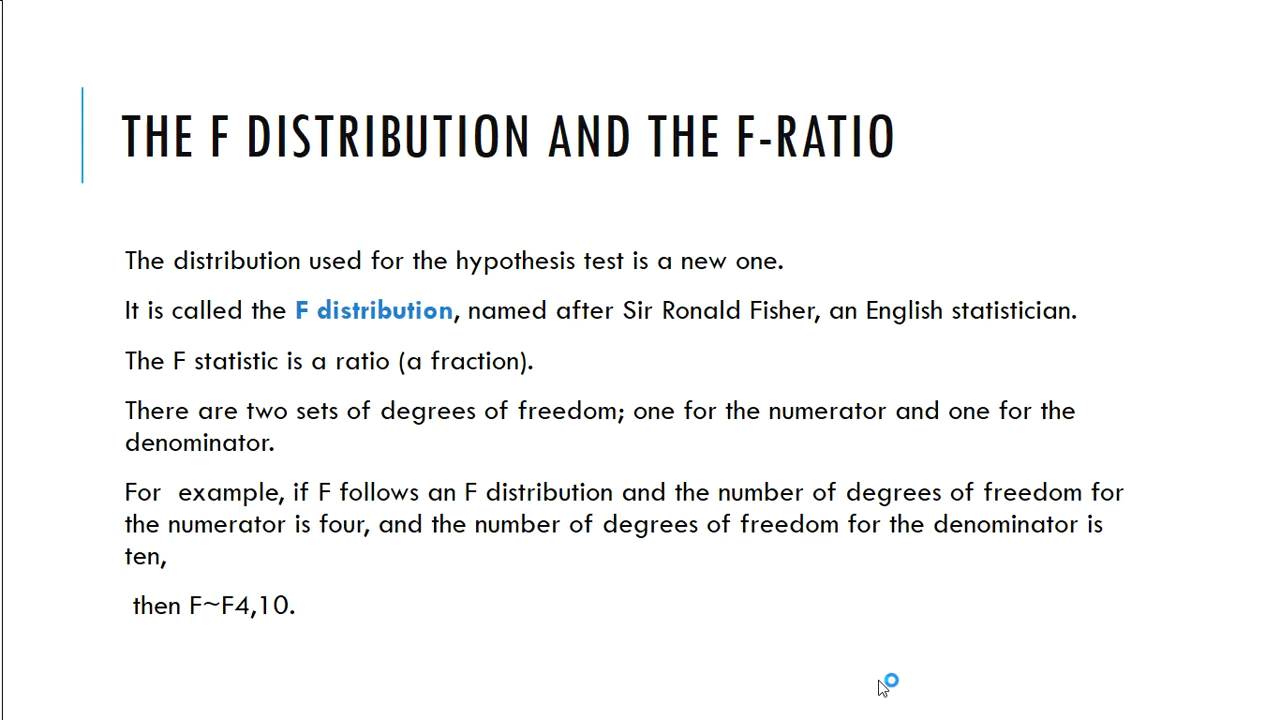 THE F DISTRIBUTION AND THE F-RATIO
The distribution used for the hypothesis test is a new one.
It is called the F distribution, named after Sir Ronald Fisher, an English statistician.
The F statistic is a ratio (a fraction).
There are two sets of degrees of freedom; one for the numerator and one for the
denominator.
For  example, if F follows an F distribution and the number of degrees of freedom for
the numerator is four, and the number of degrees of freedom for the denominator is
ten,
then F~F4,10.